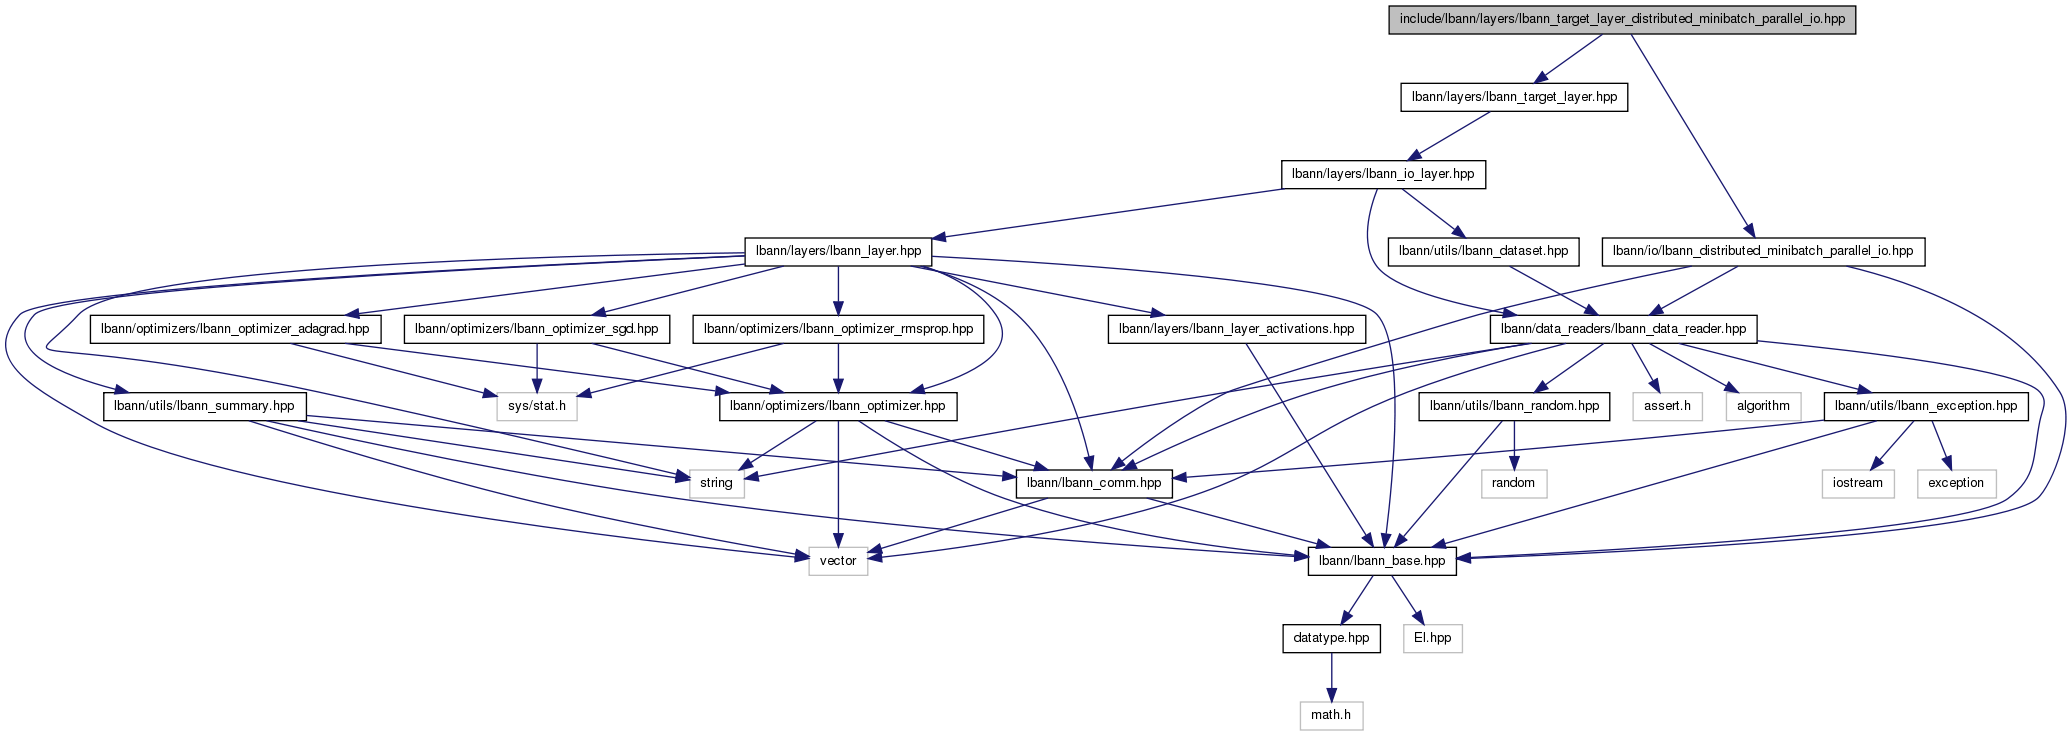 include/lbann/layers/lbann_target_layer_distributed_minibatch_parallel_io.hpp
lbann/layers/lbann_target_layer.hpp
lbann/layers/lbann_io_layer.hpp
lbann/layers/lbann_layer.hpp
lbann/utils/lbann_dataset.hpp
lbann/io/lbann_distributed_minibatch_parallel_io.hpp
lbann/optimizers/lbann_optimizer_adagrad.hpp
lbann/optimizers/lbann_optimizer_sgd.hpp
lbann/optimizers/lbann_optimizer_rmsprop.hpp
lbann/layers/lbann_layer_activations.hpp
lbann/data_readers/lbann_data_reader.hpp
lbann/utils/lbann_summary.hpp
sys/stat.h
lbann/optimizers/lbann_optimizer.hpp
lbann/utils/lbann_random.hpp
assert.h
algorithm
lbann/utils/lbann_exception.hpp
string
lbann/lbann_comm.hpp
random
iostream
exception
vector
lbann/lbann_base.hpp
datatype.hpp
El.hpp
math.h